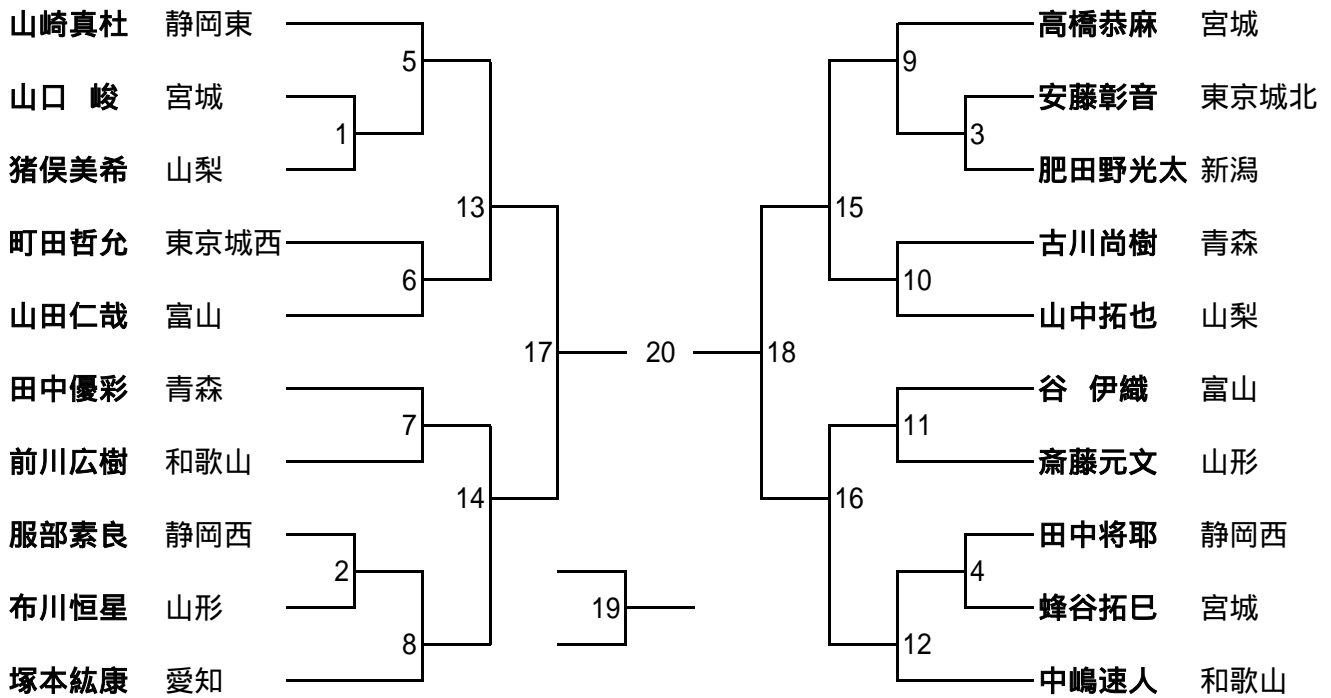 山崎真杜 静岡東
山口 峻 宮城
猪俣美希 山梨
町田哲允 東京城西
山田仁哉 富山
田中優彩 青森
前川広樹 和歌山
服部素良 静岡西
布川恒星 山形
塚本紘康 愛知
5
1
13
6
17
7
14
2
8
20
19
9
3
15
10
18
11
16
4
12
高橋恭麻 宮城
安藤彰音 東京城北
肥田野光太 新潟
古川尚樹 青森
山中拓也 山梨
谷 伊織 富山
斎藤元文 山形
田中将耶 静岡西
蜂谷拓巳 宮城
中嶋速人 和歌山